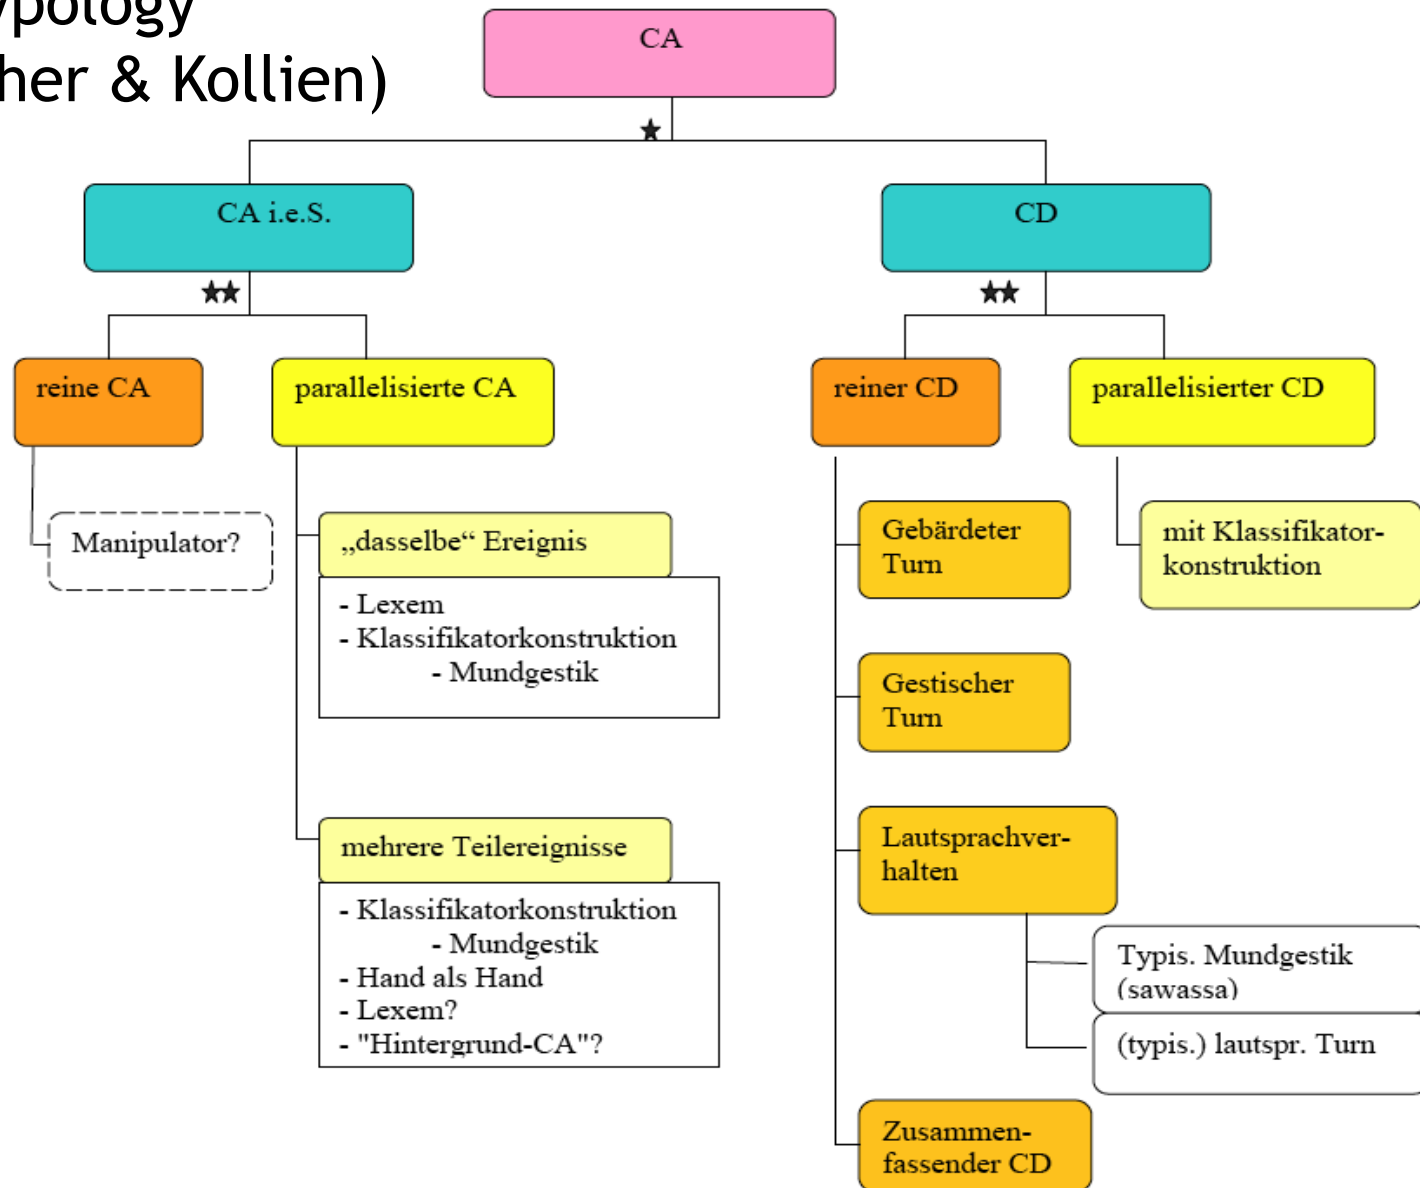 ypology
her & Kollien)
CA
CA i.e.S.
CD
reine CA
parallelisierte CA
reiner CD
parallelisierter CD
Manipulator?
„dasselbe“ Ereignis
- Lexem
- Klassifikatorkonstruktion
- Mundgestik
mehrere Teilereignisse
- Klassifikatorkonstruktion
- Mundgestik
- Hand als Hand
- Lexem?
- "Hintergrund-CA"?
Gebärdeter
Turn
Gestischer
Turn
Lautsprachver-
halten
Typis. Mundgestik
(sawassa)
(typis.) lautspr. Turn
Zusammen-
fassender CD
mit Klassifikator-
konstruktion